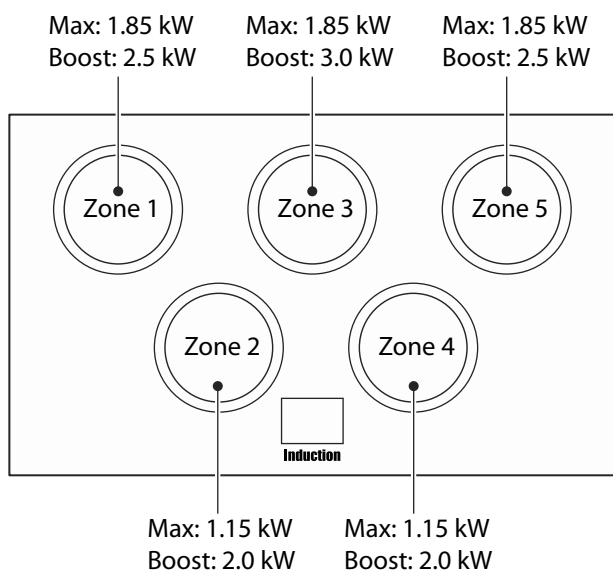 Max: 1.85 kW
Boost: 2.5 kW
Max: 1.85 kW
Boost: 3.0 kW
Max: 1.85 kW
Boost: 2.5 kW
Zone 1
Zone 3
Zone 5
Zone 2
Zone 4
Induction
Max: 1.15 kW
Boost: 2.0 kW
Max: 1.15 kW
Boost: 2.0 kW